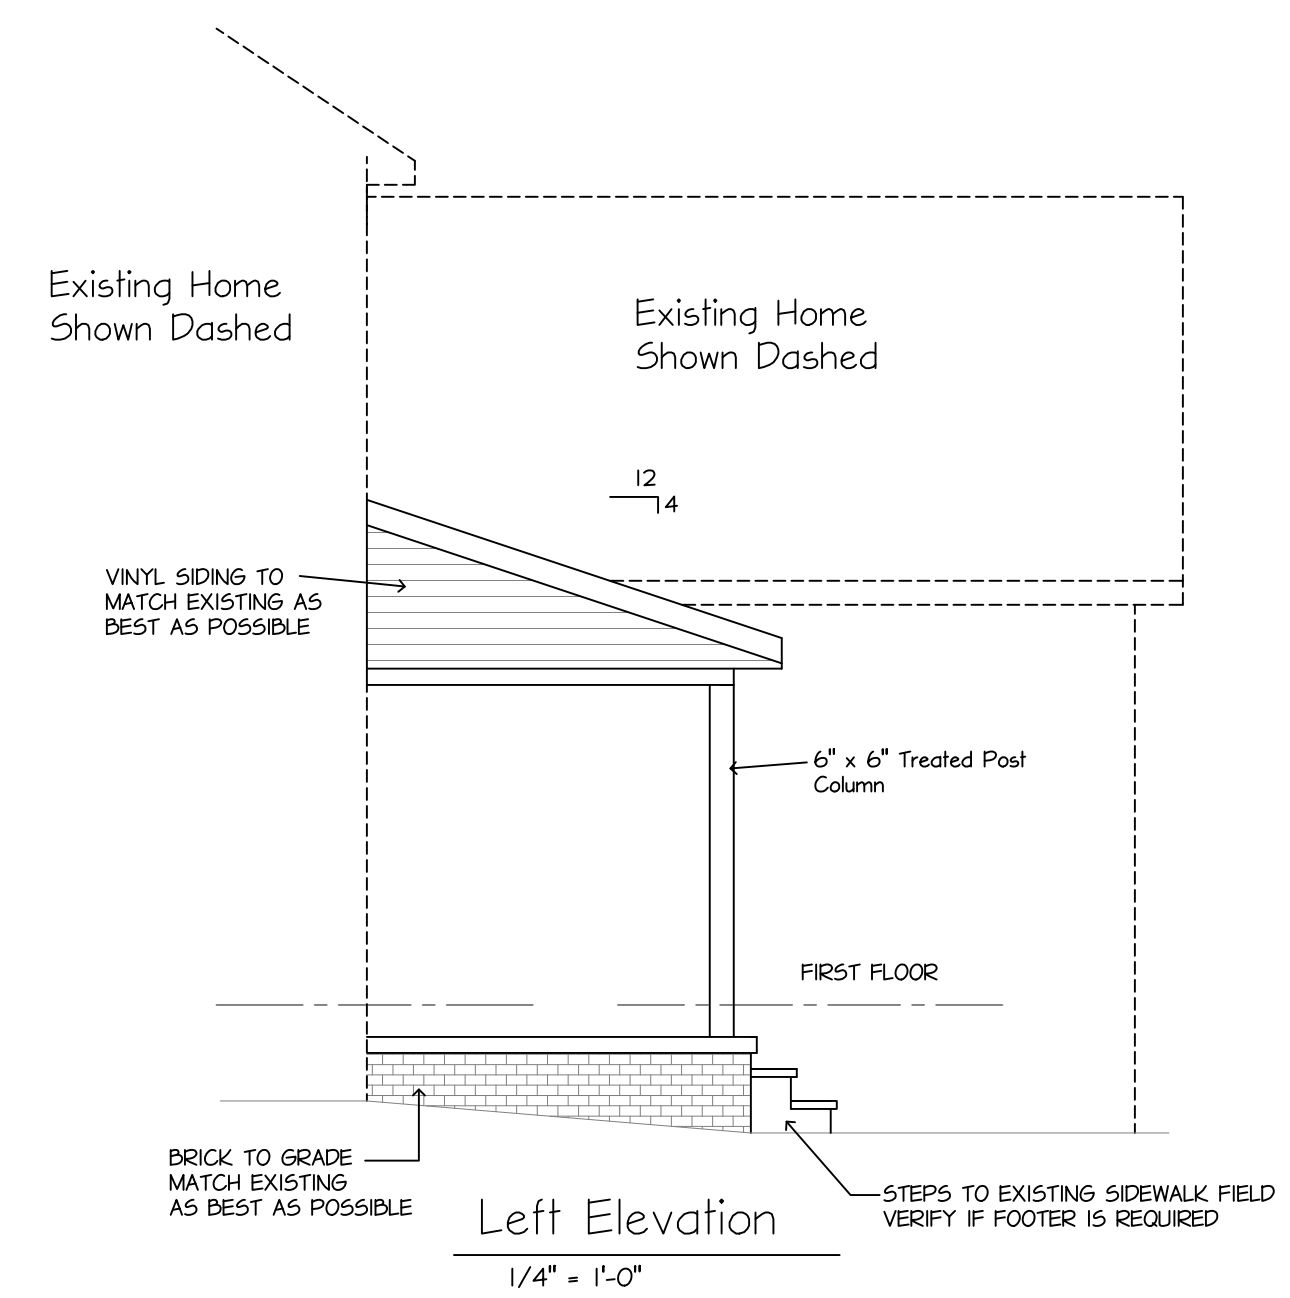 Existing Home
Shown Dashed
Existing Home
Shown Dashed
12
4
VINYL SIDING TO
MATCH EXISTING AS
BEST AS POSSIBLE
6" x 6" Treated Post
Column
FIRST FLOOR
BRICK TO GRADE
MATCH EXISTING
AS BEST AS POSSIBLE
STEPS TO EXISTING SIDEWALK FIELD
VERIFY IF FOOTER IS REQUIRED
Left Elevation
1/4" = 1'-0"